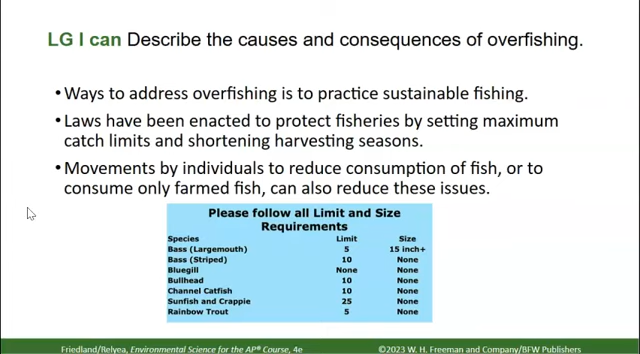 LG I can Describe the causes and consequences of overfishing.
• Ways to address overfishing is to practice sustainable fishing.
• Laws have been enacted to protect fisheries by setting maximum
catch limits and shortening harvesting seasons.
• Movements by individuals to reduce consumption of fish, or to
consume only farmed fish, can also reduce these issues.
Please follow all Limit and Size
Requirements
Species Limit Size
Bass (Largemouth) 5 15 inch+
Bass (Striped) 10 None
Bluegill None None
Bullhead 10 None
Channel Catfish 10 None
Sunfish and Crappie 25 None
Rainbow Trout 5 None
Friedland/Relyea, Environmental Science for the AP® Course, 4e ©2023 W. H. Freeman and Company/BFW Publishers